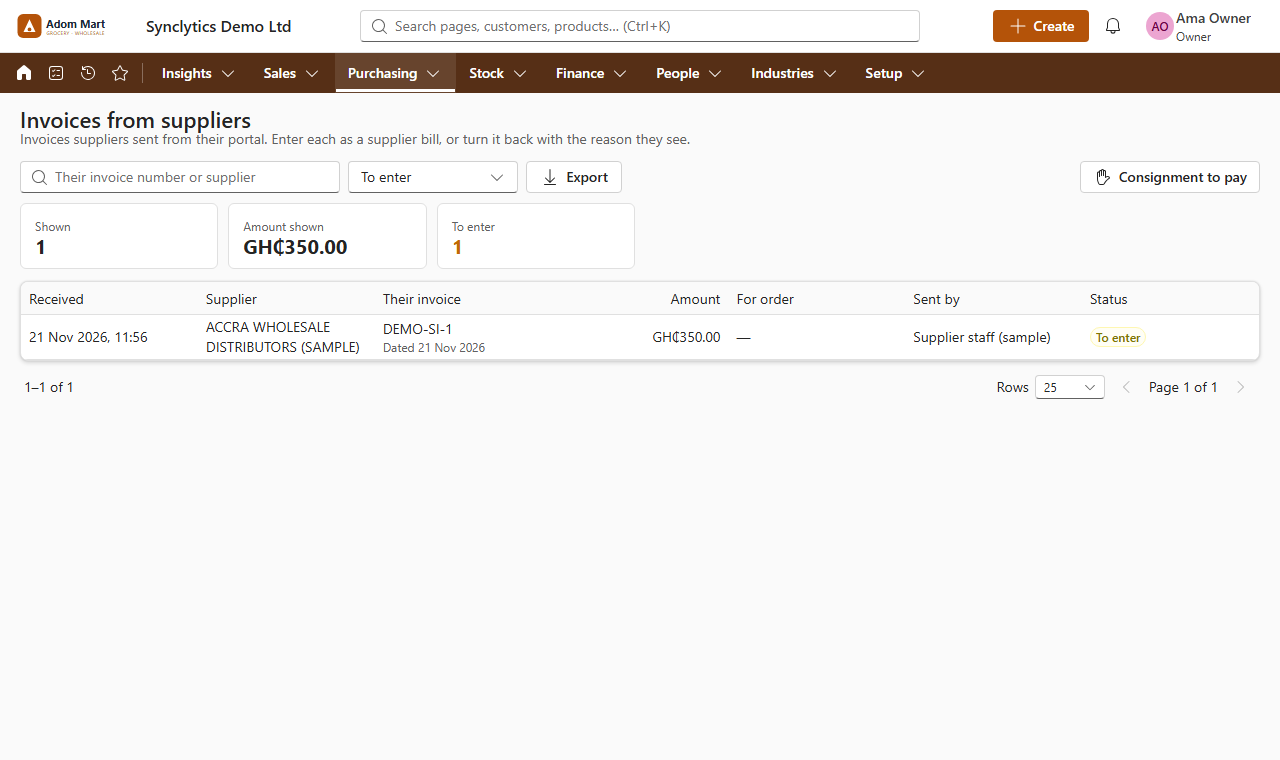 Adom Mart
GROCERY · WHOLESALE
Synclytics Demo Ltd
Search pages, customers, products... (Ctrl+K)
Create
AO
Ama Owner
Owner
Insights
Sales
Purchasing
Stock
Finance
People
Industries
Setup
Invoices from suppliers
Invoices suppliers sent from their portal. Enter each as a supplier bill, or turn it back with the reason they see.
Their invoice number or supplier
To enter
Export
Consignment to pay
Shown
1
Amount shown
GH₵350.00
To enter
1
Received Supplier Their invoice Amount For order Sent by Status
21 Nov 2026, 11:56
ACCRA WHOLESALE
DISTRIBUTORS (SAMPLE)
DEMO-SI-1
Dated 21 Nov 2026
GH₵350.00
—
Supplier staff (sample)
To enter
1–1 of 1
Rows
25
Page 1 of 1